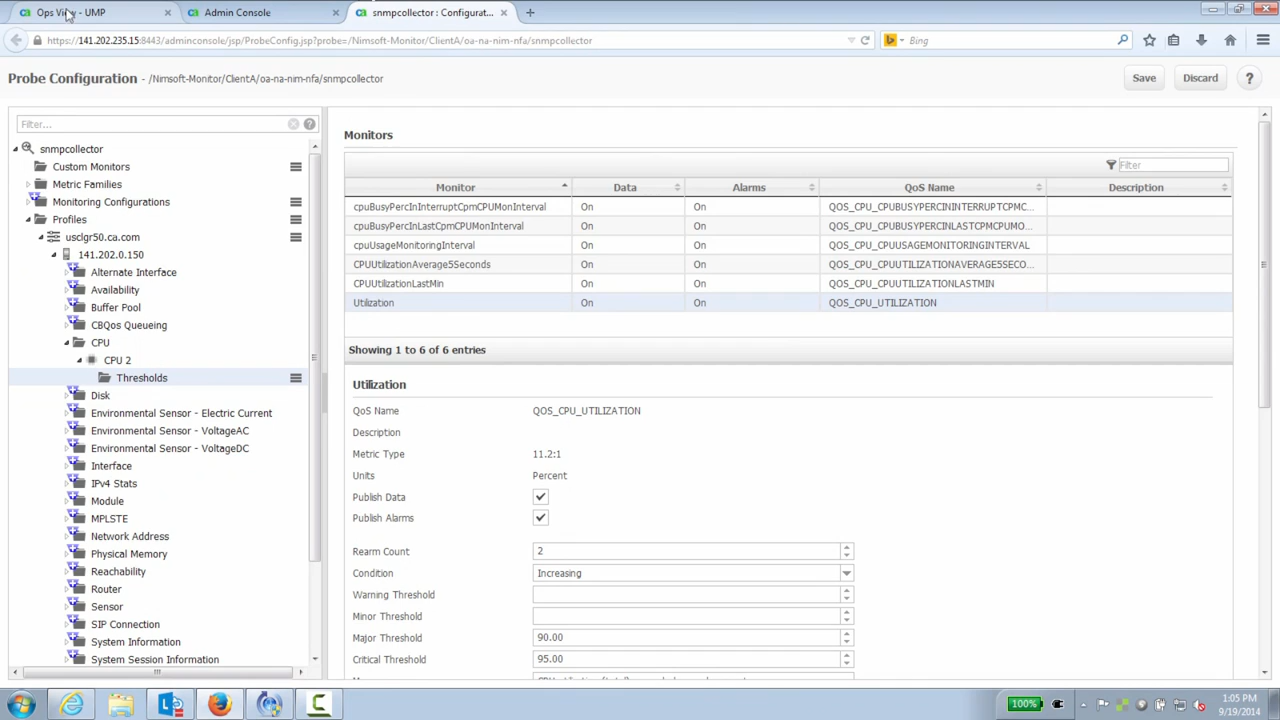 Ops View - UMP
Admin Console
snmpcollector : Configurat...
https://141.202.235.15:8443/adminconsole/jsp/ProbeConfig.jsp?probe=/Nimsoft-Monitor/ClientA/oa-na-nim-nfa/snmpcollector
Bing
Probe Configuration - /Nimsoft-Monitor/ClientA/oa-na-nim-nfa/snmpcollector
Save
Discard
?
Filter...
snmpcollector
Custom Monitors
Metric Families
Monitoring Configurations
Profiles
usclgr50.ca.com
141.202.0.150
Alternate Interface
Availability
Buffer Pool
CBQos Queueing
CPU
CPU 2
Thresholds
Disk
Environmental Sensor - Electric Current
Environmental Sensor - VoltageAC
Environmental Sensor - VoltageDC
Interface
IPv4 Stats
Module
MPLSTE
Network Address
Physical Memory
Reachability
Router
Sensor
SIP Connection
System Information
System Session Information
Monitors
Filter
Monitor Data Alarms QoS Name Description
cpuBusyPercInInterruptCpmCPUMonInterval On On QOS_CPU_CPUBUSYPERCININTERRUPTCPMC...
cpuBusyPercInLastCpmCPUMonInterval On On QOS_CPU_CPUBUSYPERCINLASTCPMCPUMO...
cpuUsageMonitoringInterval On On QOS_CPU_CPUUSAGEMONITORINGINTERVAL
CPUUtilizationAverage5Seconds On On QOS_CPU_CPUUTILIZATIONAVERAGE5SECO...
CPUUtilizationLastMin On On QOS_CPU_CPUUTILIZATIONLASTMIN
Utilization On On QOS_CPU_UTILIZATION
Showing 1 to 6 of 6 entries
Utilization
QoS Name QOS_CPU_UTILIZATION
Description
Metric Type 11.2:1
Units Percent
Publish Data
Publish Alarms
Rearm Count 2
Condition Increasing
Warning Threshold
Minor Threshold
Major Threshold 90.00
Critical Threshold 95.00
100%
1:05 PM
9/19/2014